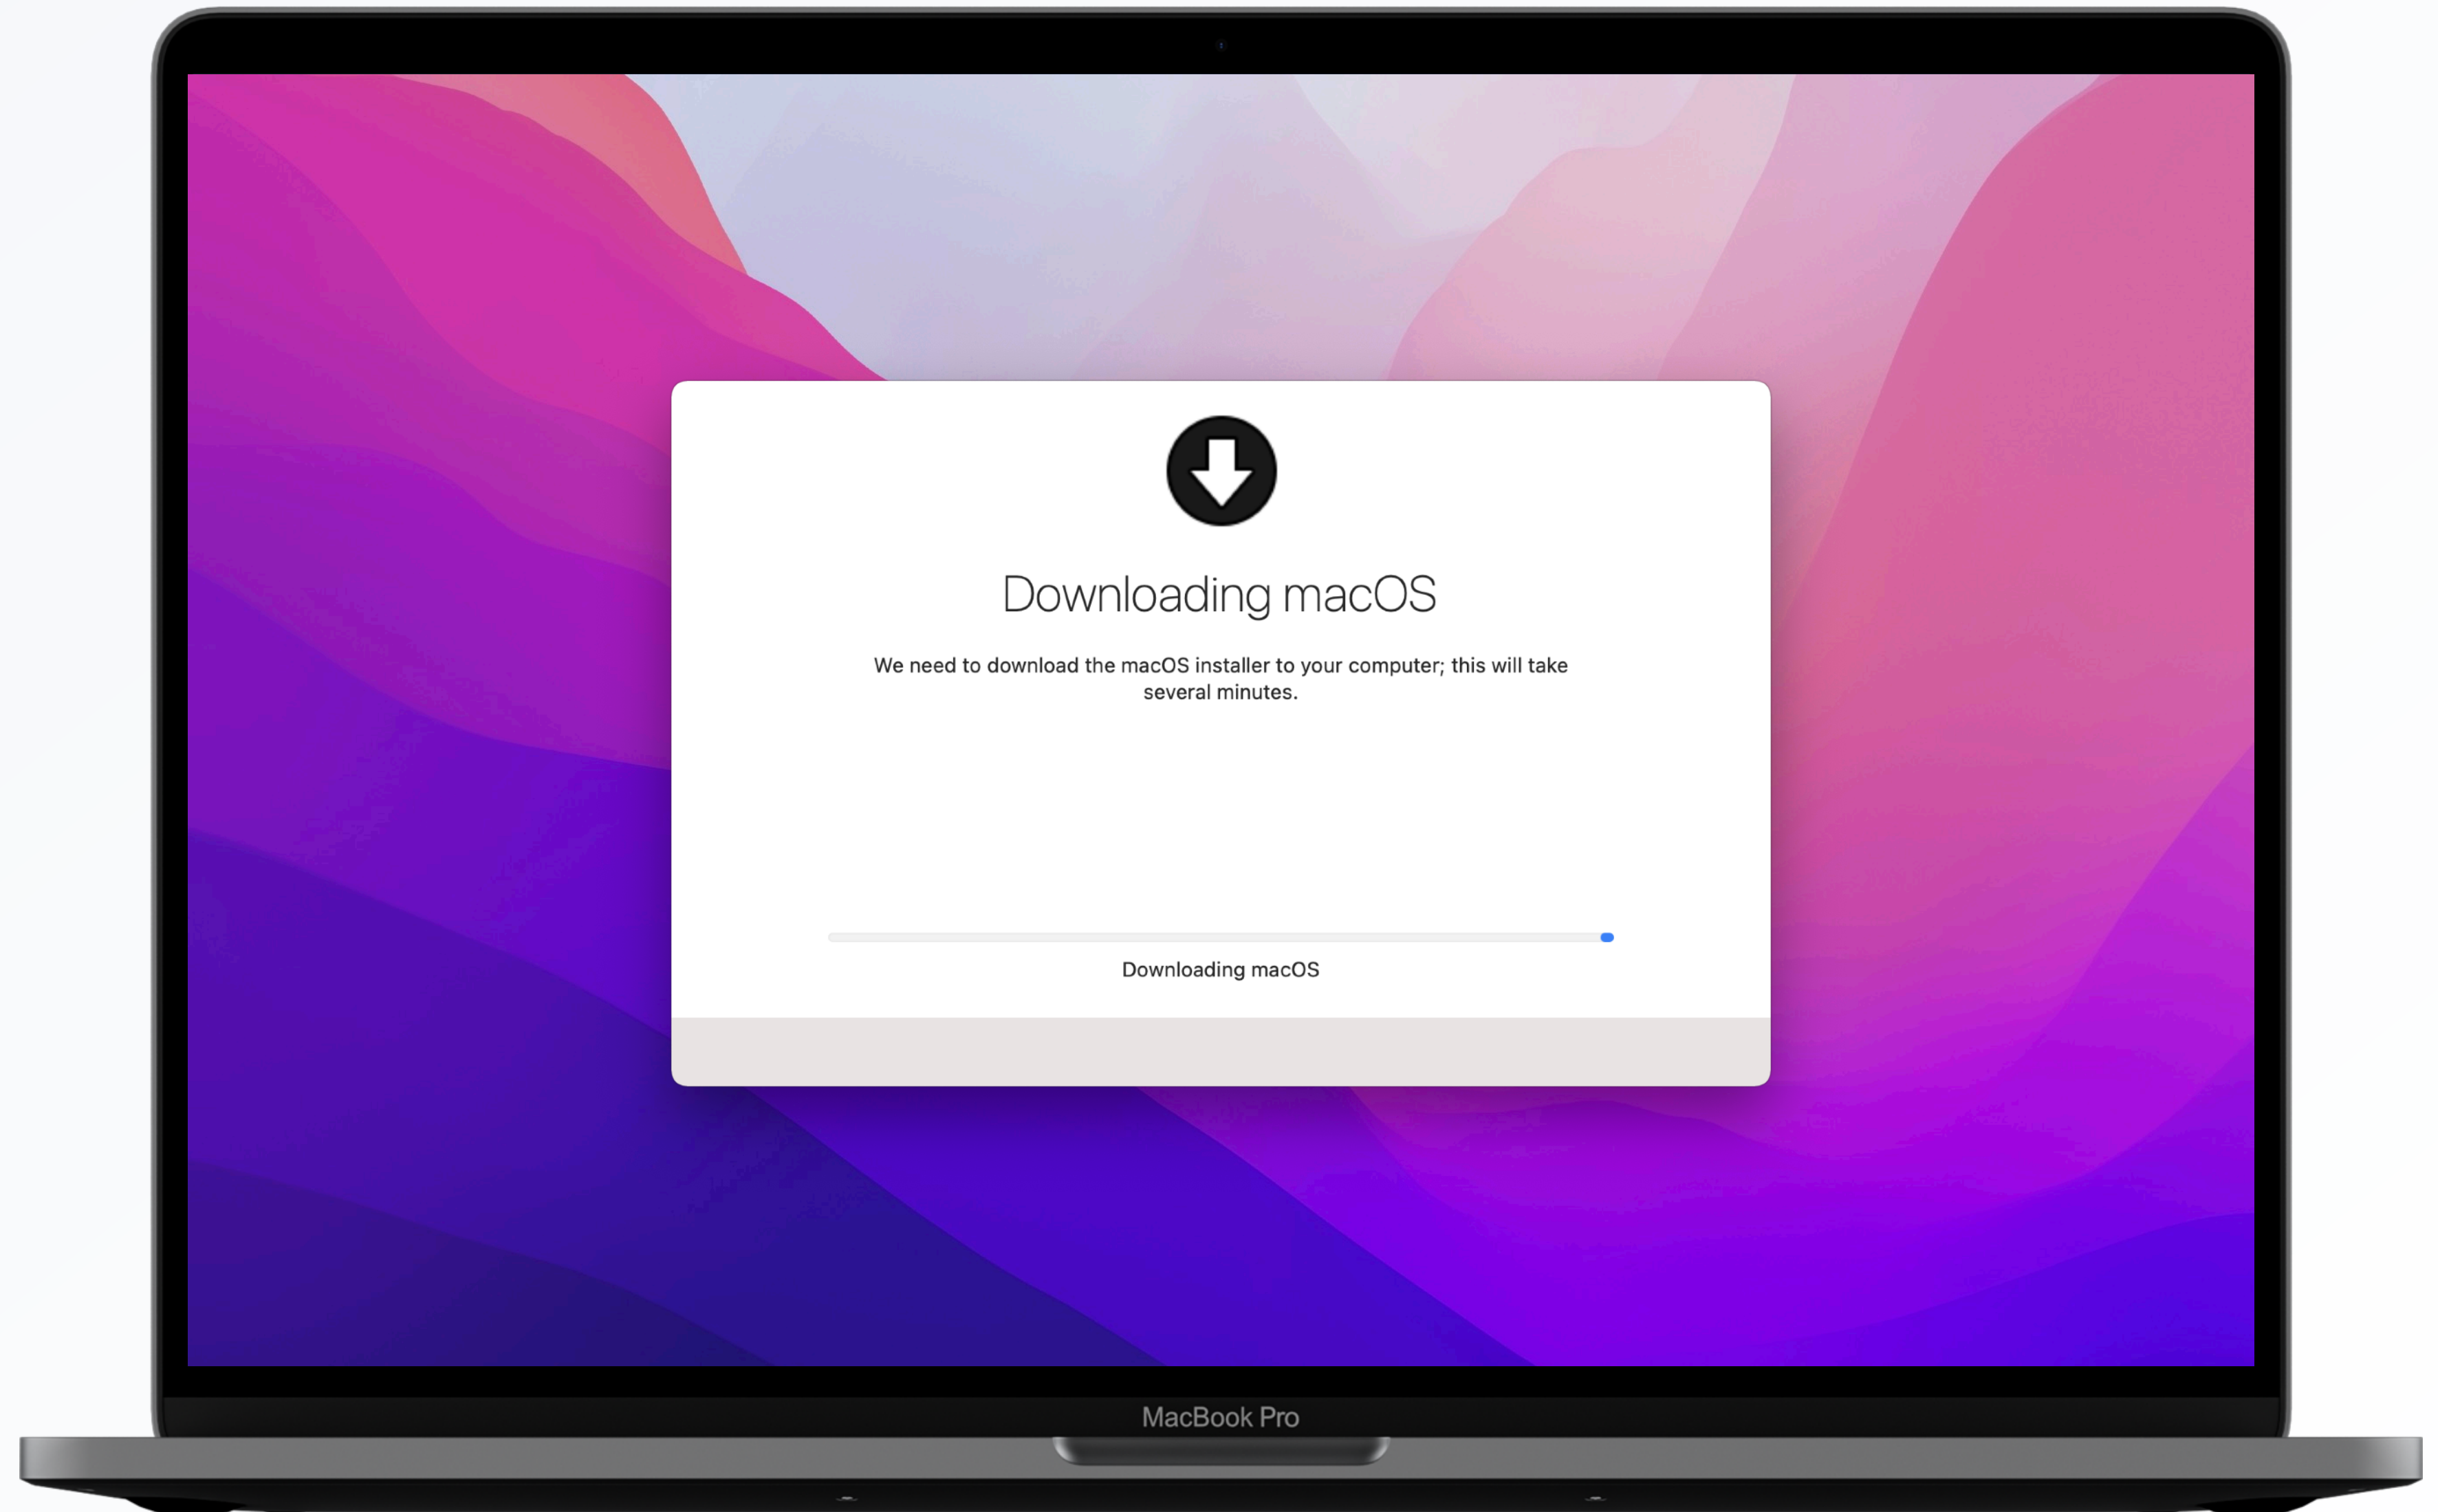 Downloading macOS
We need to download the macOS installer to your computer; this will take
several minutes.
Downloading macOS
MacBook Pro